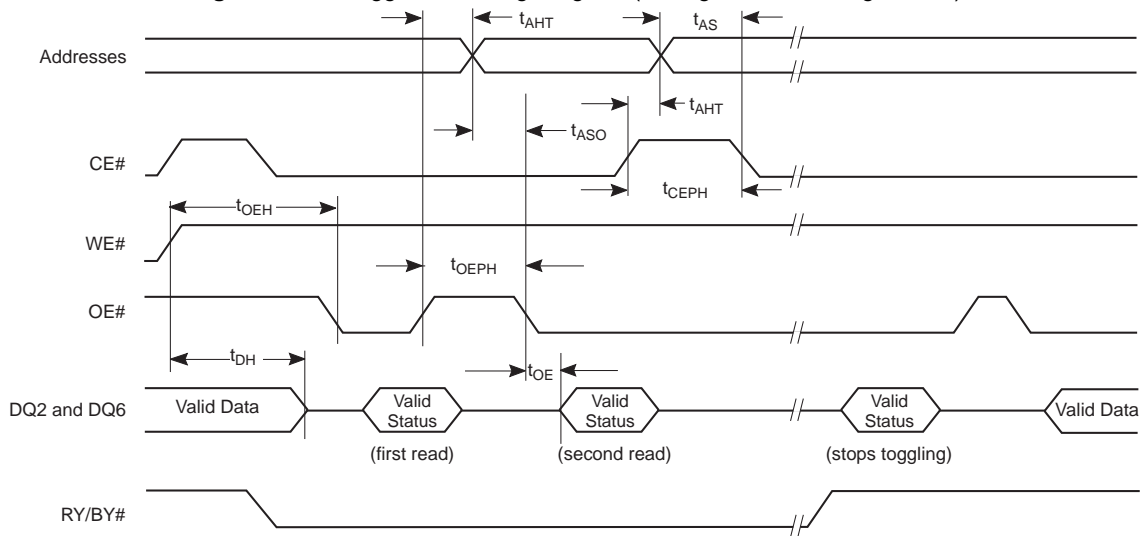 tAHT
tAS
Addresses
tAHT
tASO
CE#
tCEPH
tOEH
WE#
tOEPH
OE#
tDH
tOE
DQ2 and DQ6
Valid Data
Valid
Status
Valid
Status
Valid
Status
Valid Data
(first read)
(second read)
(stops toggling)
RY/BY#